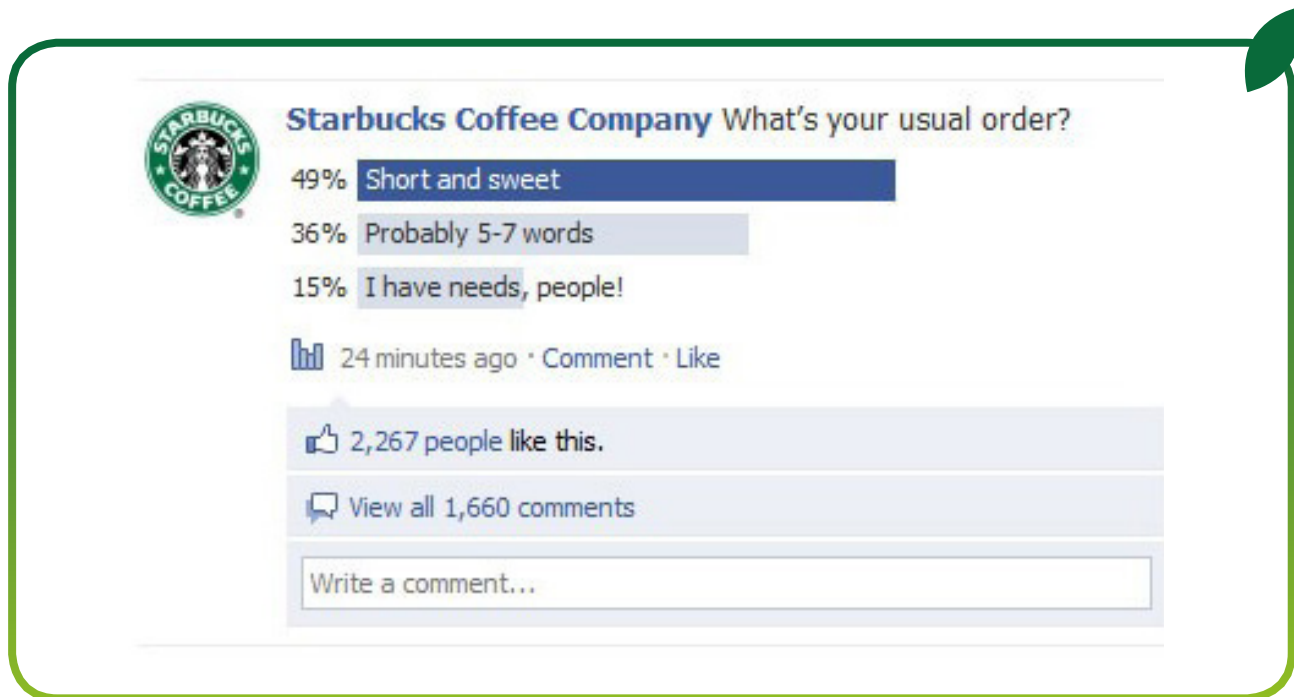 STARBUCKS COFFEE ®
Starbucks Coffee Company What's your usual order?
49% Short and sweet
36% Probably 5-7 words
15% I have needs, people!
24 minutes ago · Comment · Like
2,267 people like this.
View all 1,660 comments
Write a comment...